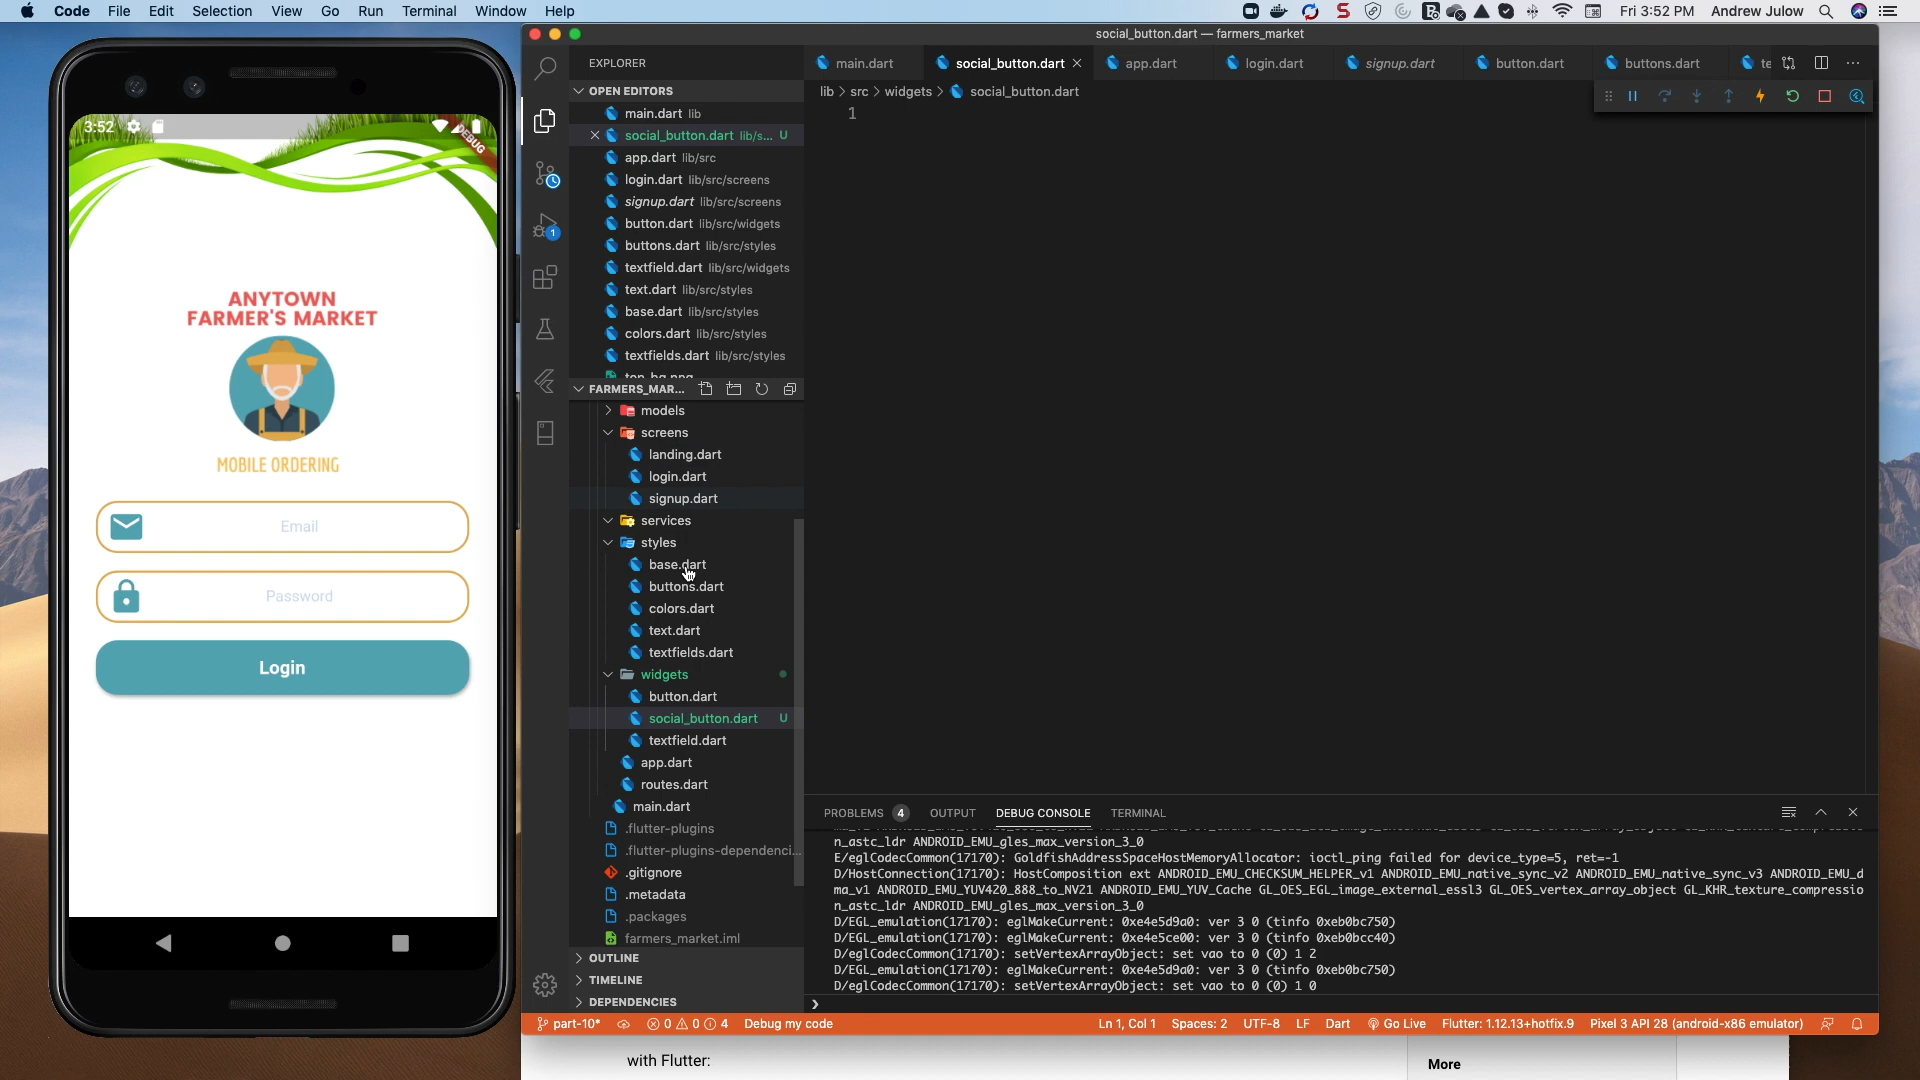 Code File Edit Selection View Go Run Terminal Window Help
Fri 3:52 PM Andrew Julow
social_button.dart — farmers_market
3:52
DEBUG
ANYTOWN
FARMER'S MARKET
MOBILE ORDERING
Email
Password
Login
EXPLORER
OPEN EDITORS
main.dart lib
social_button.dart lib/s... U
app.dart lib/src
login.dart lib/src/screens
signup.dart lib/src/screens
button.dart lib/src/widgets
buttons.dart lib/src/styles
textfield.dart lib/src/widgets
text.dart lib/src/styles
base.dart lib/src/styles
colors.dart lib/src/styles
textfields.dart lib/src/styles
FARMERS_MAR...
models
screens
landing.dart
login.dart
signup.dart
services
styles
base.dart
buttons.dart
colors.dart
text.dart
textfields.dart
widgets
button.dart
social_button.dart U
textfield.dart
app.dart
routes.dart
main.dart
.flutter-plugins
.flutter-plugins-dependenci...
.gitignore
.metadata
.packages
farmers_market.iml
OUTLINE
TIMELINE
DEPENDENCIES
main.dart social_button.dart app.dart login.dart signup.dart button.dart buttons.dart te
lib > src > widgets > social_button.dart
1
PROBLEMS 4 OUTPUT DEBUG CONSOLE TERMINAL
n_astc_ldr ANDROID_EMU_gles_max_version_3_0
E/eglCodecCommon(17170): GoldfishAddressSpaceHostMemoryAllocator: ioctl_ping failed for device_type=5, ret=-1
D/HostConnection(17170): HostComposition ext ANDROID_EMU_CHECKSUM_HELPER_v1 ANDROID_EMU_native_sync_v2 ANDROID_EMU_native_sync_v3 ANDROID_EMU_d
ma_v1 ANDROID_EMU_YUV420_888_to_NV21 ANDROID_EMU_YUV_Cache GL_OES_EGL_image_external_essl3 GL_OES_vertex_array_object GL_KHR_texture_compressio
n_astc_ldr ANDROID_EMU_gles_max_version_3_0
D/EGL_emulation(17170): eglMakeCurrent: 0xe4e5d9a0: ver 3 0 (tinfo 0xeb0bc750)
D/EGL_emulation(17170): eglMakeCurrent: 0xe4e5ce00: ver 3 0 (tinfo 0xeb0bcc40)
D/eglCodecCommon(17170): setVertexArrayObject: set vao to 0 (0) 1 2
D/EGL_emulation(17170): eglMakeCurrent: 0xe4e5d9a0: ver 3 0 (tinfo 0xeb0bc750)
D/eglCodecCommon(17170): setVertexArrayObject: set vao to 0 (0) 1 0
part-10* 0 0 4 Debug my code
Ln 1, Col 1 Spaces: 2 UTF-8 LF Dart Go Live Flutter: 1.12.13+hotfix.9 Pixel 3 API 28 (android-x86 emulator)
with Flutter:
More